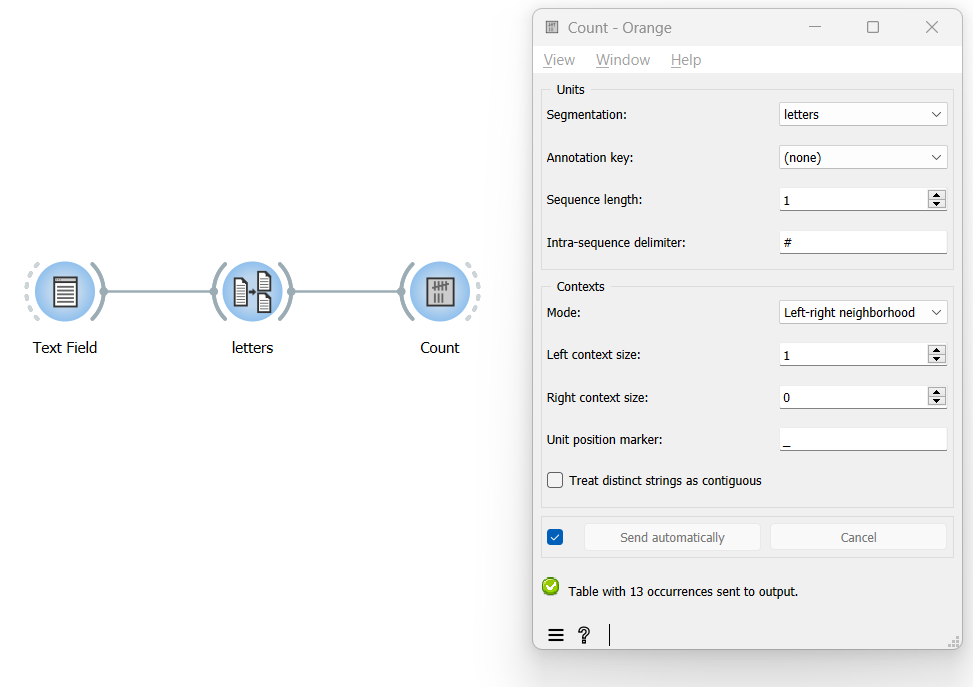 Count - Orange
View Window Help
Units
Segmentation: letters
Annotation key: (none)
Sequence length: 1
Intra-sequence delimiter: #
Contexts
Mode: Left-right neighborhood
Left context size: 1
Right context size: 0
Unit position marker: _
Treat distinct strings as contiguous
Send automatically Cancel
Table with 13 occurrences sent to output.
?
Text Field letters Count